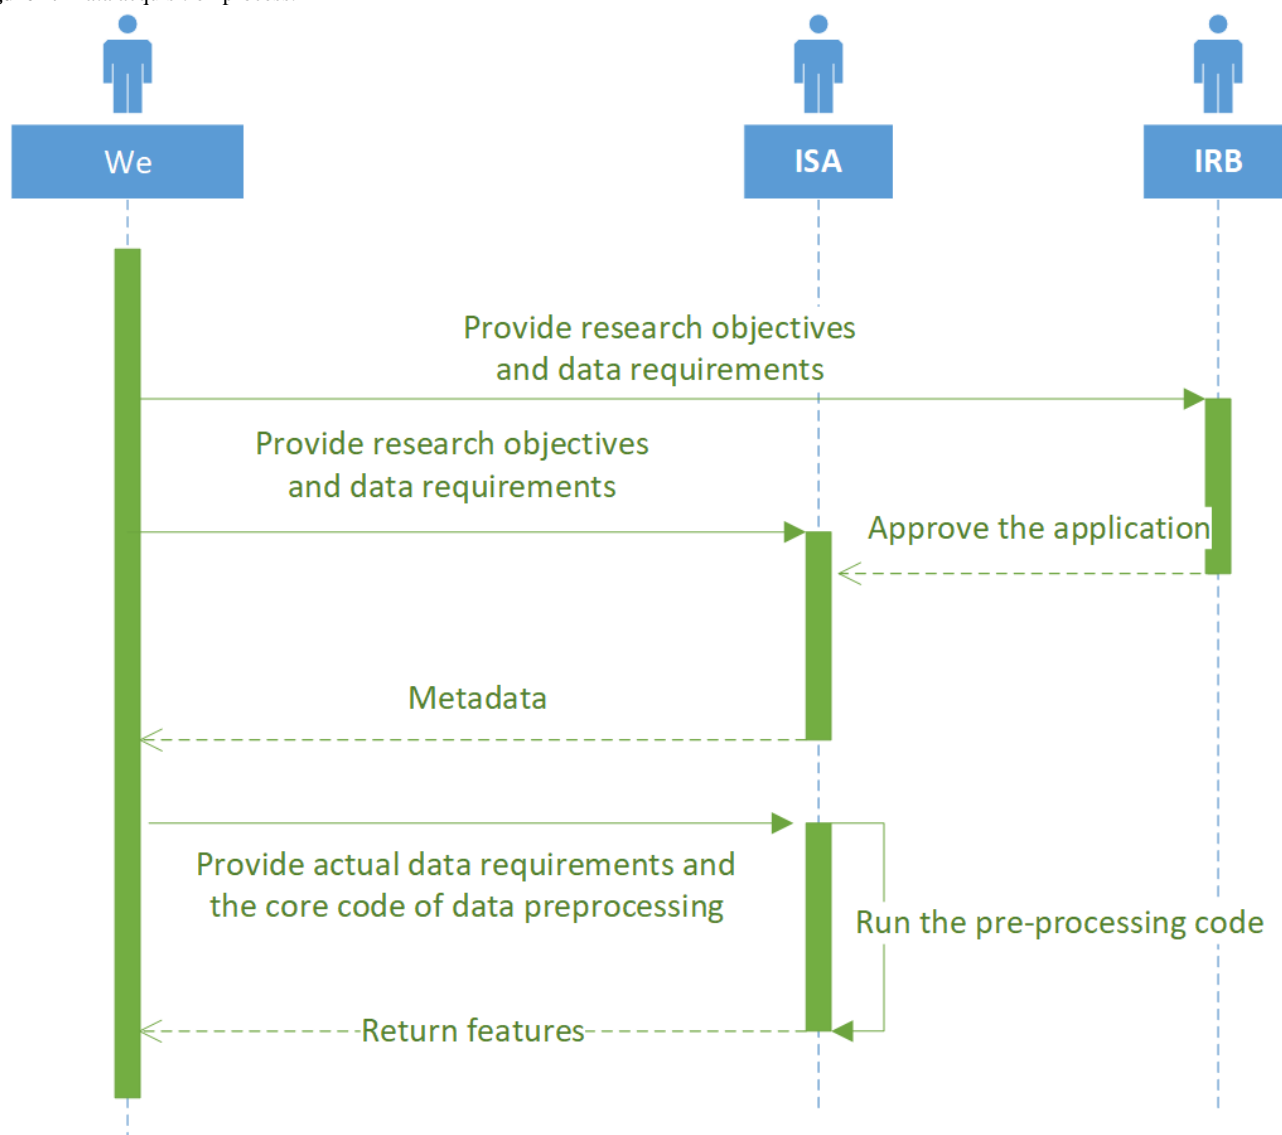 We
ISA
IRB
Provide research objectives
and data requirements
Provide research objectives
and data requirements
Approve the application
Metadata
Provide actual data requirements and
the core code of data preprocessing
Run the pre-processing code
Return features